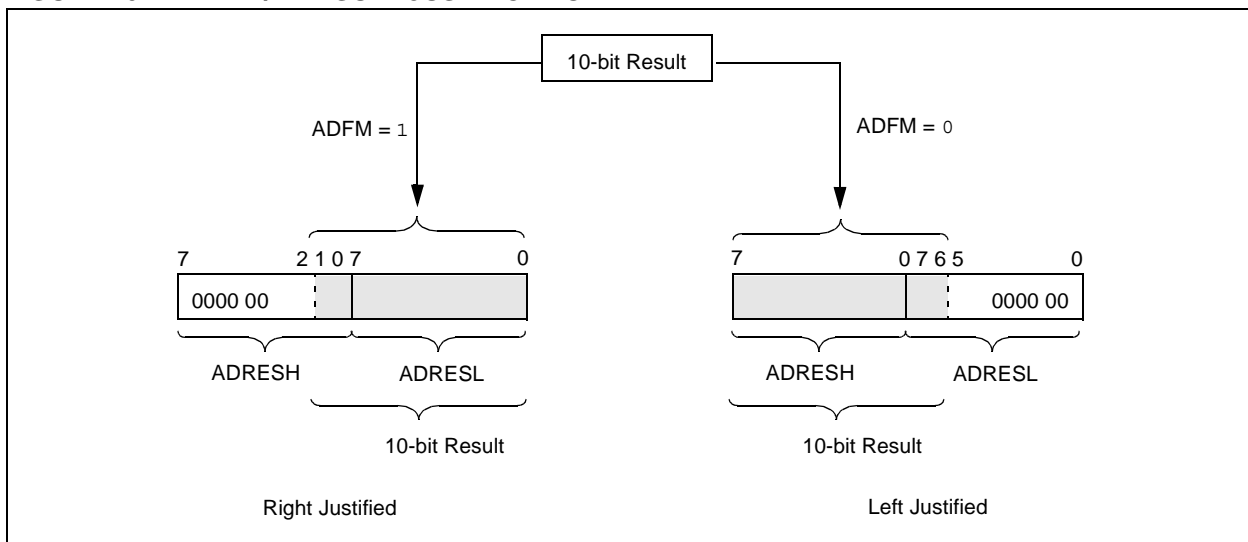 10-bit Result
ADFM = 1
ADFM = 0
7 2 1 0 7 0
7 0 7 6 5 0
0000 00
0000 00
ADRESH ADRESL
ADRESH ADRESL
10-bit Result
10-bit Result
Right Justified
Left Justified